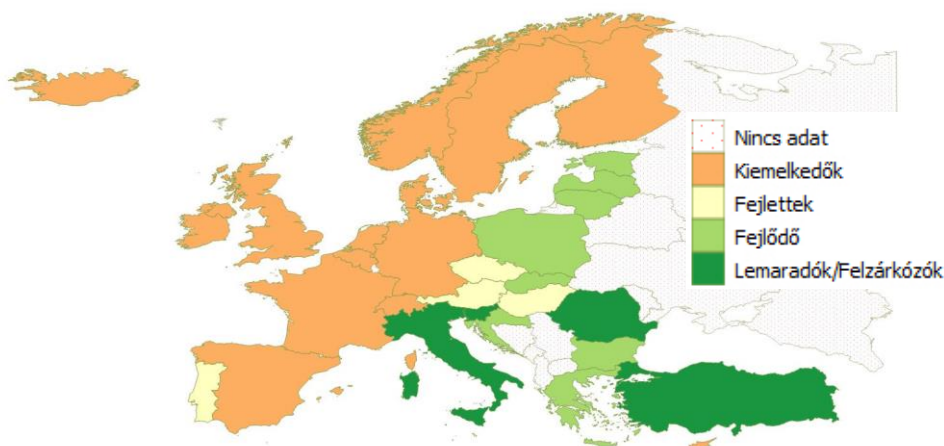 Nincs adat
Kiemelkedők
Fejlettek
Fejlődő
Lemaradók/Felzárkózók